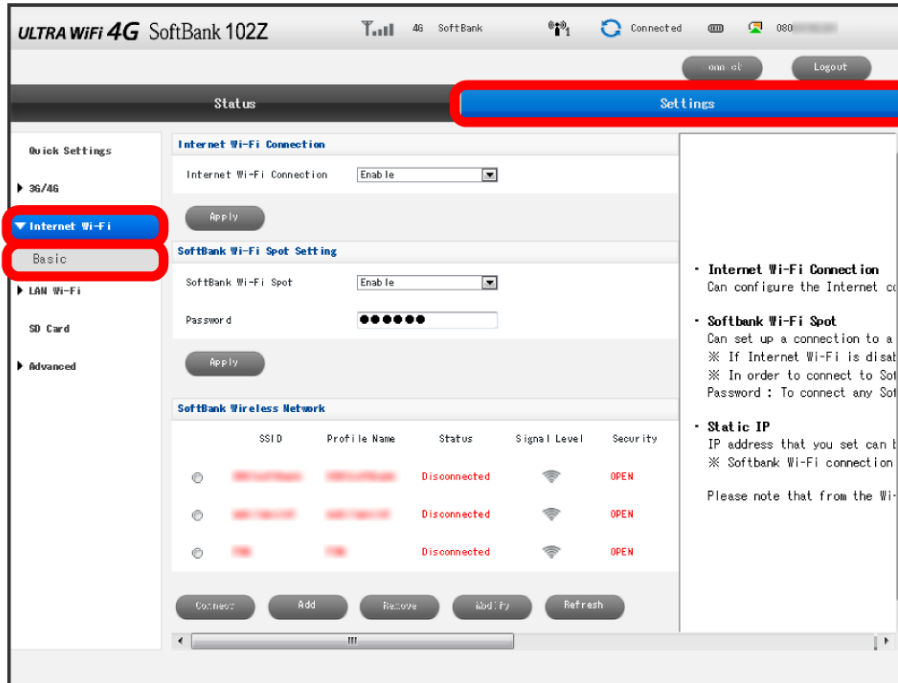 ULTRA WiFi 4G SoftBank 102Z
4G SoftBank
1
Connected
080
Logout
Status
Settings
Quick Settings
3G/4G
Internet Wi-Fi
Basic
LAN Wi-Fi
SD Card
Advanced
Internet Wi-Fi Connection
Internet Wi-Fi Connection
Enable
Apply
SoftBank Wi-Fi Spot Setting
SoftBank Wi-Fi Spot
Enable
Password
●●●●●●
Apply
SoftBank Wireless Network
SSID Profile Name Status Signal Level Security
Disconnected OPEN
Disconnected OPEN
Disconnected OPEN
Connect Add Remove Modify Refresh
・ Internet Wi-Fi Connection
Can configure the Internet
・ Softbank Wi-Fi Spot
Can set up a connection to a
※ If Internet Wi-Fi is
※ In order to connect to
Password : To connect any
・ Static IP
IP address that you set can
※ Softbank Wi-Fi connection
Please note that from the